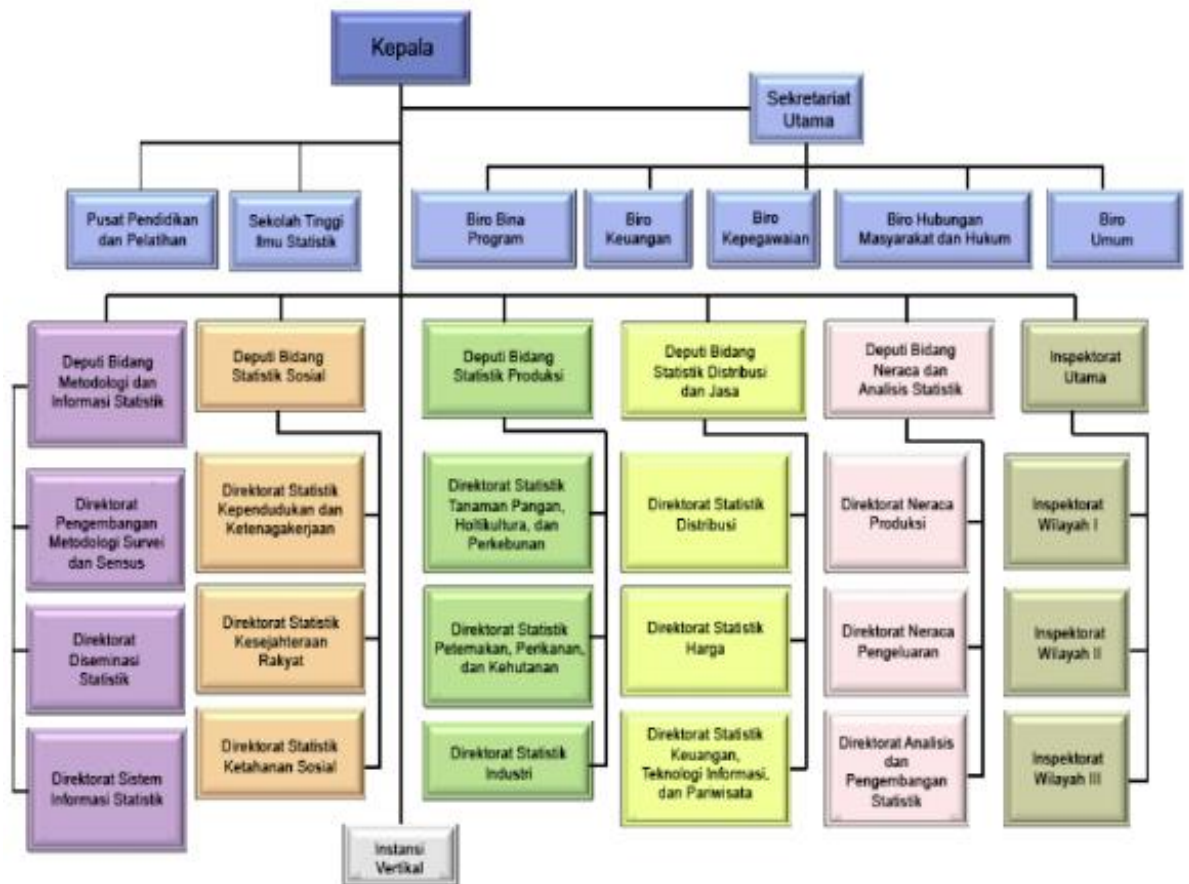 Kepala
Sekretariat
Utama
Pusat Pendidikan
dan Pelatihan
Sekolah Tinggi
Ilmu Statistik
Biro Bina
Program
Biro
Keuangan
Biro
Kepegawaian
Biro Hubungan
Masyarakat dan Hukum
Biro
Umum
Deputi Bidang
Metodologi dan
Informasi Statistik
Deputi Bidang
Statistik Sosial
Deputi Bidang
Statistik Produksi
Deputi Bidang
Statistik Distribusi
dan Jasa
Deputi Bidang
Neraca dan
Analisis Statistik
Inspektorat
Utama
Direktorat
Pengembangan
Metodologi Survei
dan Sensus
Direktorat Statistik
Kependudukan dan
Ketenagakerjaan
Direktorat Statistik
Tanaman Pangan,
Holtikultura, dan
Perkebunan
Direktorat Statistik
Distribusi
Direktorat Neraca
Produksi
Inspektorat
Wilayah I
Direktorat
Diseminasi
Statistik
Direktorat Statistik
Kesejahteraan
Rakyat
Direktorat Statistik
Petemakan, Perikanan,
dan Kehutanan
Direktorat Statistik
Harga
Direktorat Neraca
Pengeluaran
Inspektorat
Wilayah II
Direktorat Sistem
Informasi Statistik
Direktorat Statistik
Ketahanan Sosial
Direktorat Statistik
Industri
Direktorat Statistik
Keuangan,
Teknologi Informasi,
dan Pariwisata
Direktorat Analisis
dan
Pengembangan
Statistik
Inspektorat
Wilayah III
Instansi
Vertikal